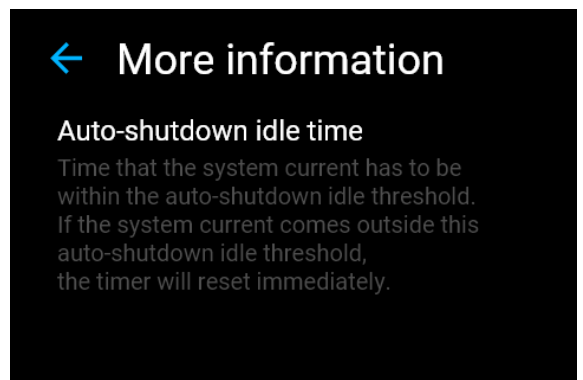 More information
Auto-shutdown idle time
Time that the system current has to be
within the auto-shutdown idle threshold.
If the system current comes outside this
auto-shutdown idle threshold,
the timer will reset immediately.